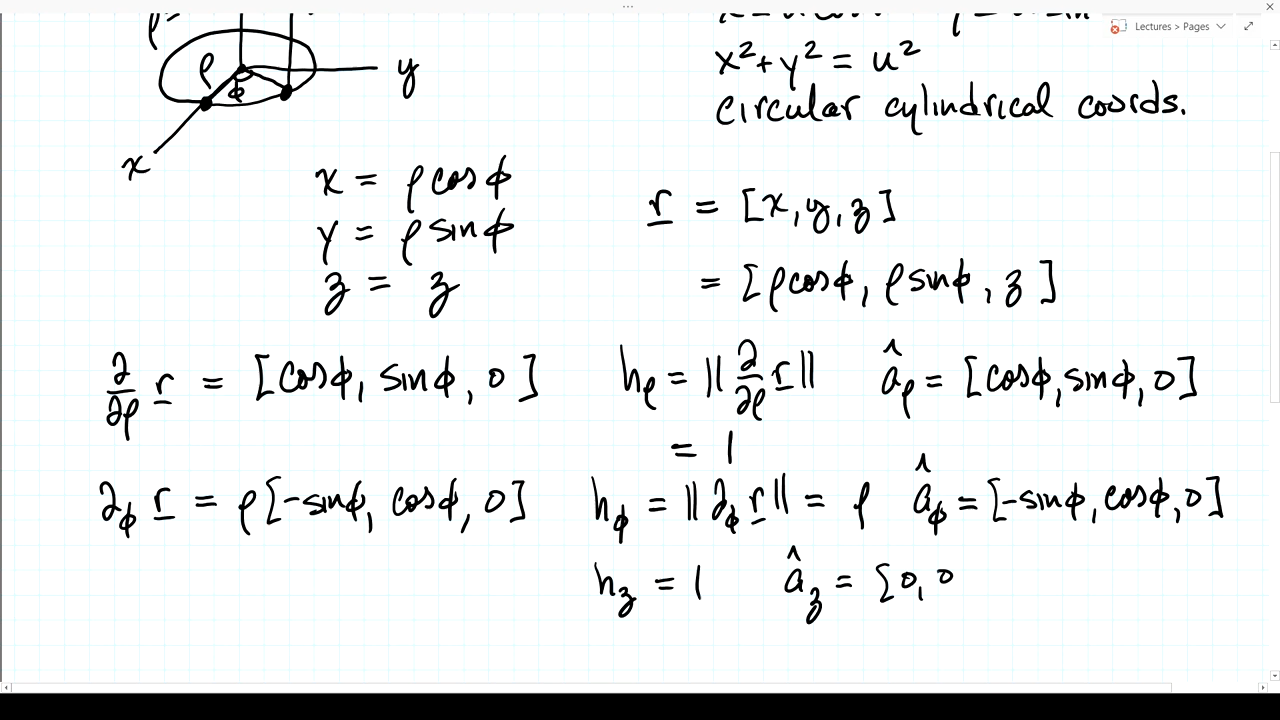 Lectures > Pages
ρ
ρ
ϕ
y
x
x² + y² = u²
circular cylindrical coords.
x = ρ cos ϕ
y = ρ sin ϕ
z = z
r = [x, y, z]
= [ρ cos ϕ, ρ sin ϕ, z]
∂/∂ρ r = [cos ϕ, sin ϕ, 0]
h_ρ = ‖∂/∂ρ r‖
= 1
â_ρ = [cos ϕ, sin ϕ, 0]
∂_ϕ r = ρ[-sin ϕ, cos ϕ, 0]
h_ϕ = ‖∂_ϕ r‖ = ρ
â_ϕ = [-sin ϕ, cos ϕ, 0]
h_z = 1
â_z = [0, 0